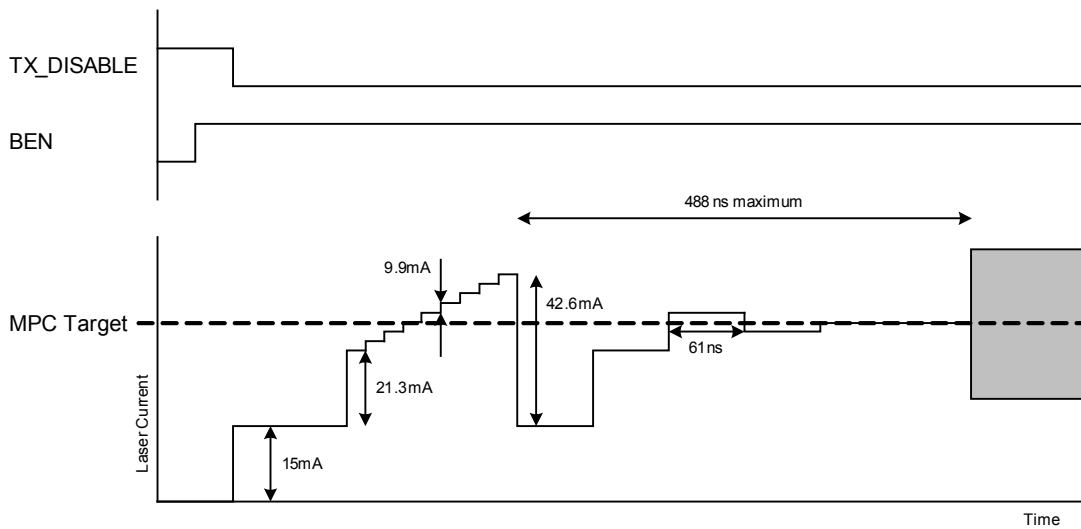 TX_DISABLE
BEN
488 ns maximum
9.9mA
42.6mA
MPC Target
61ns
21.3mA
Laser Current
15mA
Time